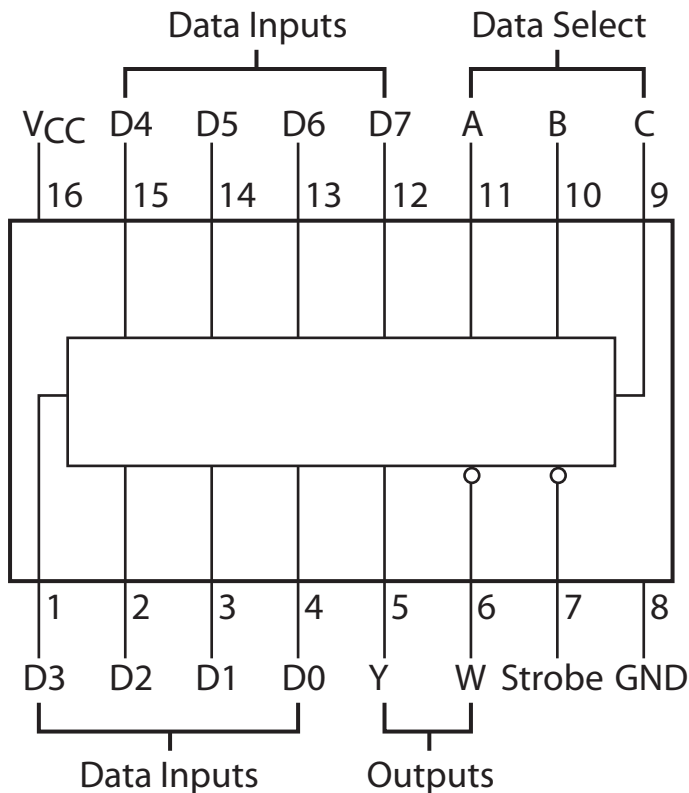 Data Inputs Data Select
VCC D4 D5 D6 D7 A B C
16 15 14 13 12 11 10 9
1 2 3 4 5 6 7 8
D3 D2 D1 D0 Y W Strobe GND
Data Inputs Outputs